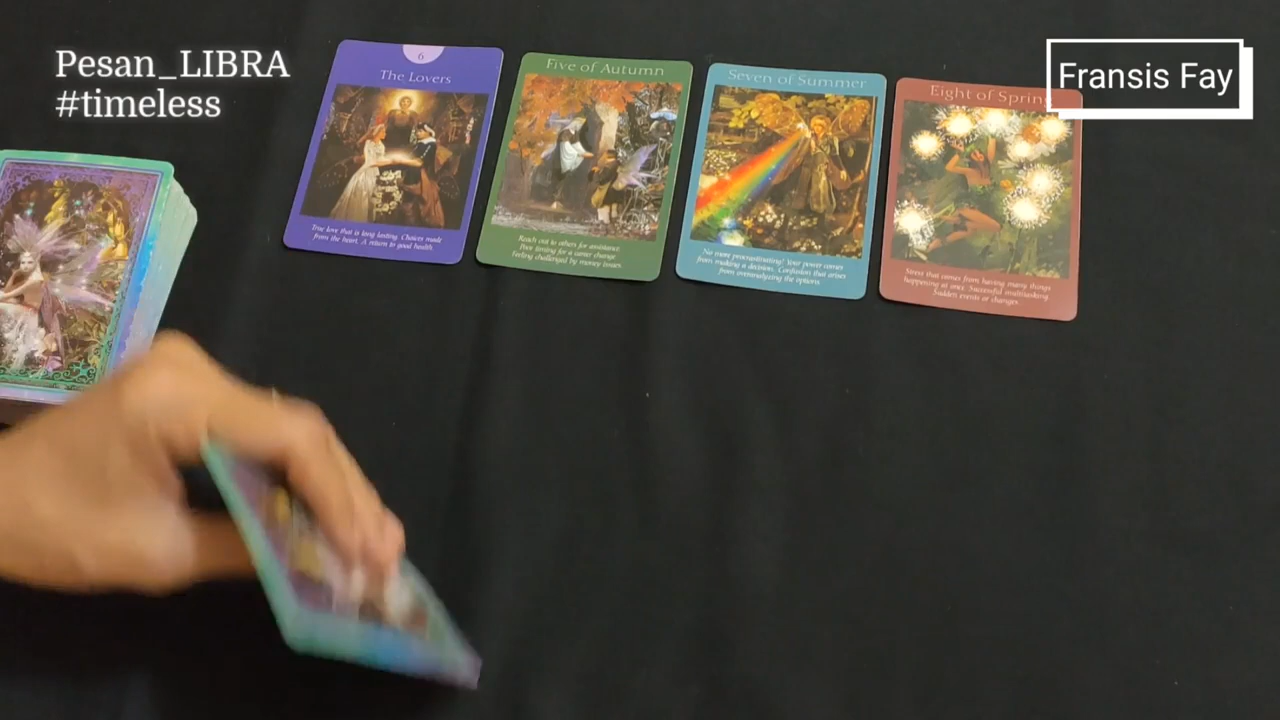 Pesan_LIBRA
#timeless
Fransis Fay
6
The Lovers
True love that is long lasting. Choices made
from the heart. A return to good health
Five of Autumn
Reach out to others for assistance
Poor timing for a career change
Feeling challenged by money issues
Seven of Summer
No more procrastinating! Your power comes
from making a decision. Confusion that arises
from overanalyzing the options.
Eight of Spring
Stress that comes from having many things
happening at once. Successful multitasking.
Sudden events or changes.